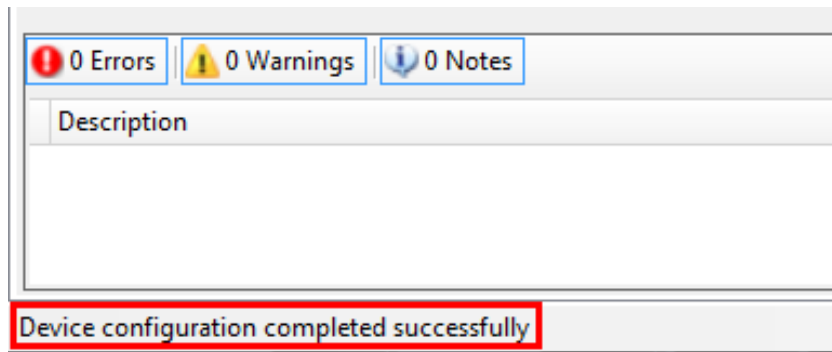 0 Errors 0 Warnings 0 Notes
Description
Device configuration completed successfully